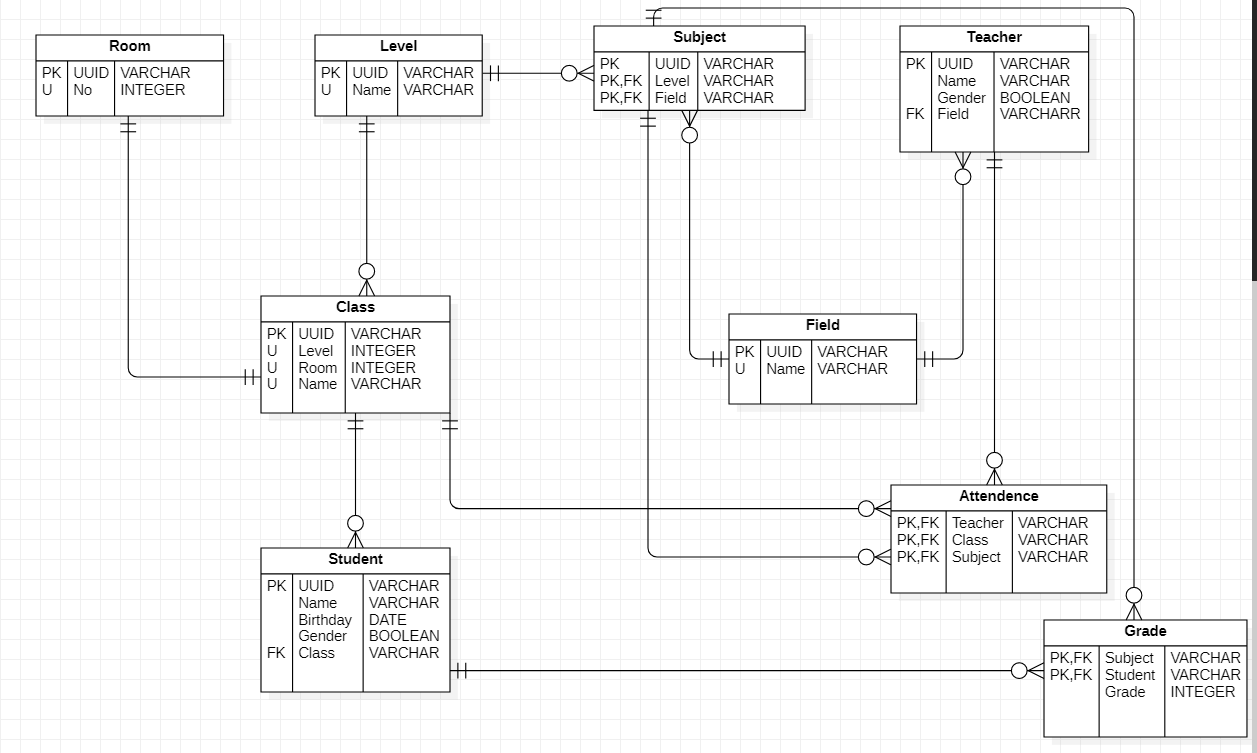 Room
PK UUID VARCHAR
U No INTEGER
Level
PK UUID VARCHAR
U Name VARCHAR
Subject
PK UUID VARCHAR
PK,FK Level VARCHAR
PK,FK Field VARCHAR
Teacher
PK UUID VARCHAR
Name VARCHAR
Gender BOOLEAN
FK Field VARCHARR
Class
PK UUID VARCHAR
U Level INTEGER
U Room INTEGER
U Name VARCHAR
Field
PK UUID VARCHAR
U Name VARCHAR
Attendence
PK,FK Teacher VARCHAR
PK,FK Class VARCHAR
PK,FK Subject VARCHAR
Student
PK UUID VARCHAR
Name VARCHAR
Birthday DATE
Gender BOOLEAN
FK Class VARCHAR
Grade
PK,FK Subject VARCHAR
PK,FK Student VARCHAR
Grade INTEGER